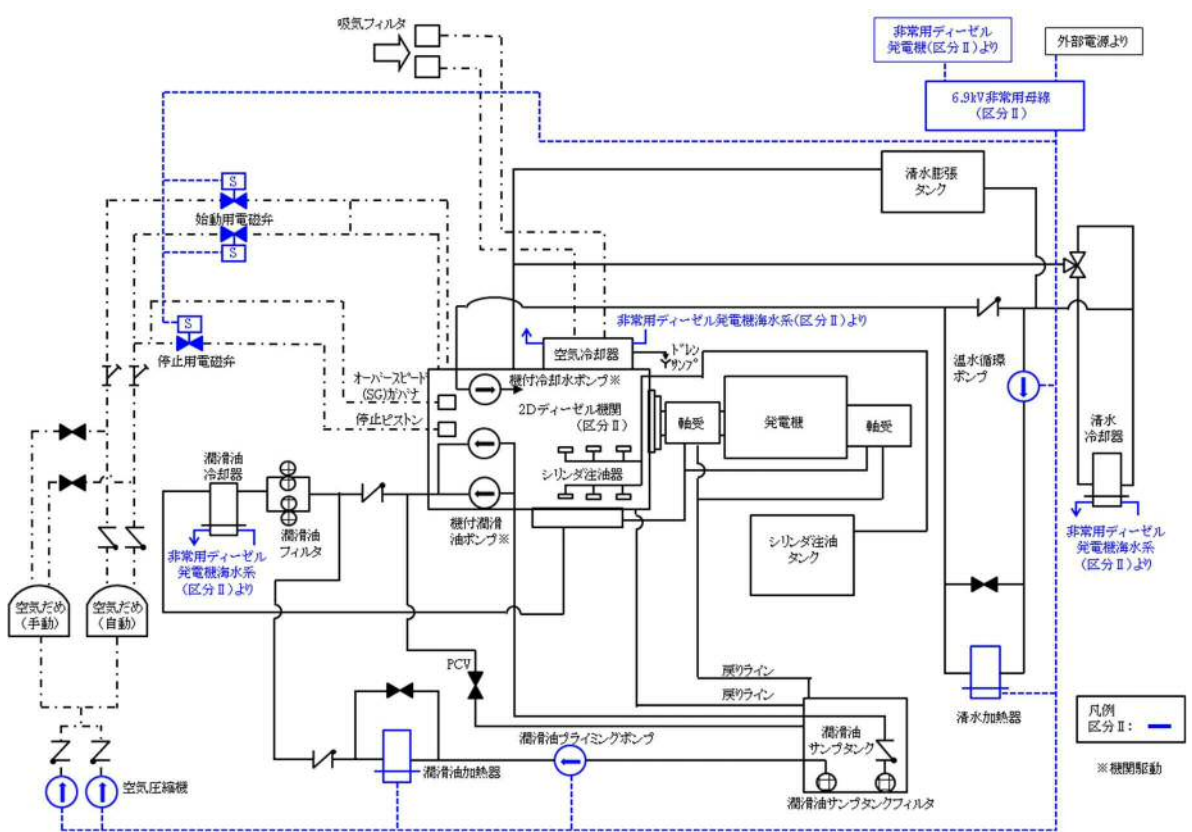 吸気フィルタ
非常用ディーゼル
発電機(区分Ⅱ)より
外部電源より
6.9kV非常用母線
(区分Ⅱ)
清水膨張
タンク
S
始動用電磁弁
S
S
停止用電磁弁
非常用ディーゼル発電機海水系(区分Ⅱ)より
空気冷却器
ドレン
サンプ
温水循環
ポンプ
オーバースピード
(SG)ガバナ
機付冷却水ポンプ※
2Dディーゼル機関
(区分Ⅱ)
停止ピストン
軸受
発電機
軸受
清水
冷却器
潤滑油
冷却器
シリンダ注油器
潤滑油
フィルタ
機付潤滑
油ポンプ※
非常用ディーゼル
発電機海水系
(区分Ⅱ)より
シリンダ注油
タンク
非常用ディーゼル
発電機海水系
(区分Ⅱ)より
空気だめ
(手動)
空気だめ
(自動)
PCV
戻りライン
戻りライン
清水加熱器
凡例
区分Ⅱ:
潤滑油プライミングポンプ
潤滑油
サンプタンク
※機関駆動
空気圧縮機
潤滑油加熱器
潤滑油サンプタンクフィルタ